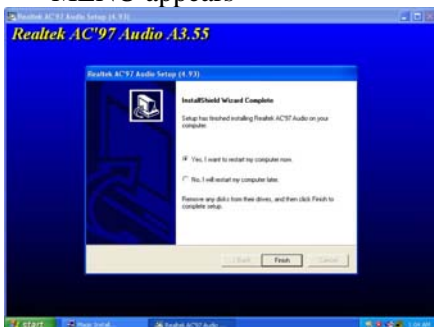 MENU appears
Realtek AC'97 Audio Setup (4.93)
Realtek AC'97 Audio A3.55
Realtek AC'97 Audio Setup (4.93)
InstallShield Wizard Complete
Setup has finished installing Realtek AC'97 Audio on your
computer.
Yes, I want to restart my computer now.
No, I will restart my computer later.
Remove any disks from their drives, and then click Finish to
complete setup.
< Back Finish Cancel
start Magic Install Realtek AC'97 Audio